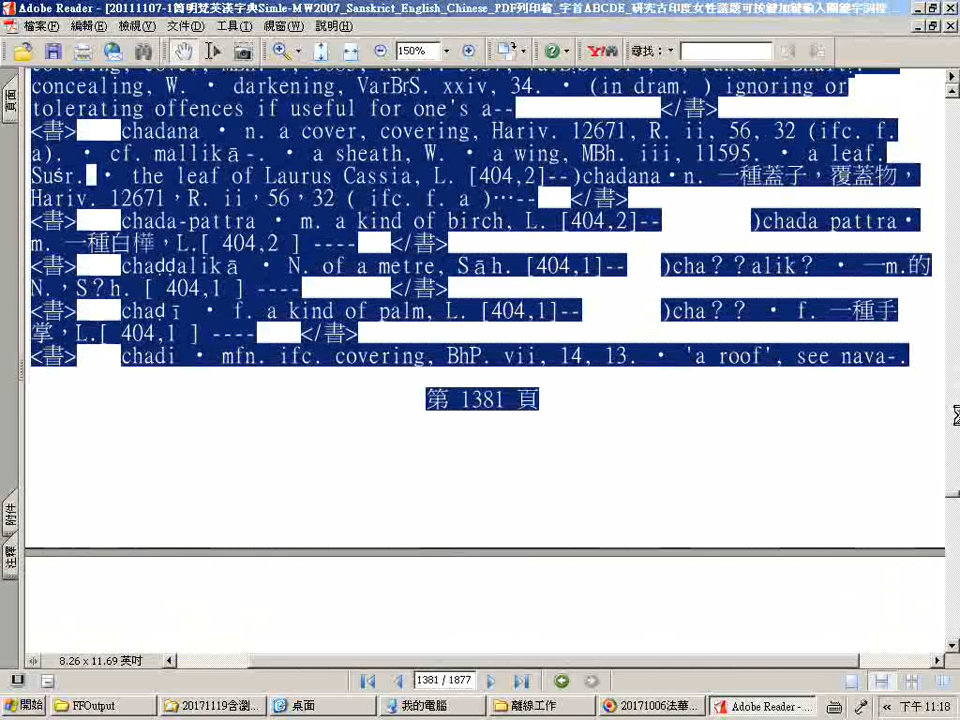 Adobe Reader - [20111107-1簡明梵英漢字典Simle-MW2007_Sanskrict_English_Chinese_PDF列印檔_字首ABCDE_研究古印度女性議題可按鍵加鍵輸入關鍵字詞搜
檔案(F) 編輯(E) 檢視(V) 文件(D) 工具(T) 視窗(W) 說明(H)
150% 尋找：
頁面
concealing, W. • darkening, VarBṛS. xxiv, 34. • (in dram. ) ignoring or
tolerating offences if useful for one's a-- </書>
<書> chadana • n. a cover, covering, Hariv. 12671, R. ii, 56, 32 (ifc. f.
a). • cf. mallikā-. • a sheath, W. • a wing, MBh. iii, 11595. • a leaf.
Suśr. • the leaf of Laurus Cassia, L. [404,2]--)chadana•n. 一種蓋子，覆蓋物，
Hariv. 12671，R. ii，56，32 ( ifc. f. a )…-- </書>
<書> chada-pattra • m. a kind of birch, L. [404,2]-- )chada pattra•
m. 一種白樺，L.[ 404,2 ] ---- </書>
<書> chaḍḍalikā • N. of a metre, Sāh. [404,1]-- )cha？？alik？ • 一m.的
N.，S？h. [ 404,1 ] ---- </書>
<書> chaḍī • f. a kind of palm, L. [404,1]-- )cha？？ • f. 一種手
掌，L.[ 404,1 ] ---- </書>
<書> chadi • mfn. ifc. covering, BhP. vii, 14, 13. • 'a roof', see nava-.
第 1381 頁
附件
注釋
8.26 x 11.69 英吋
1381 / 1877
開始 FFOutput 20171119含瀏... 桌面 我的電腦 離線工作 20171006法華... Adobe Reader - [... 下午 11:18